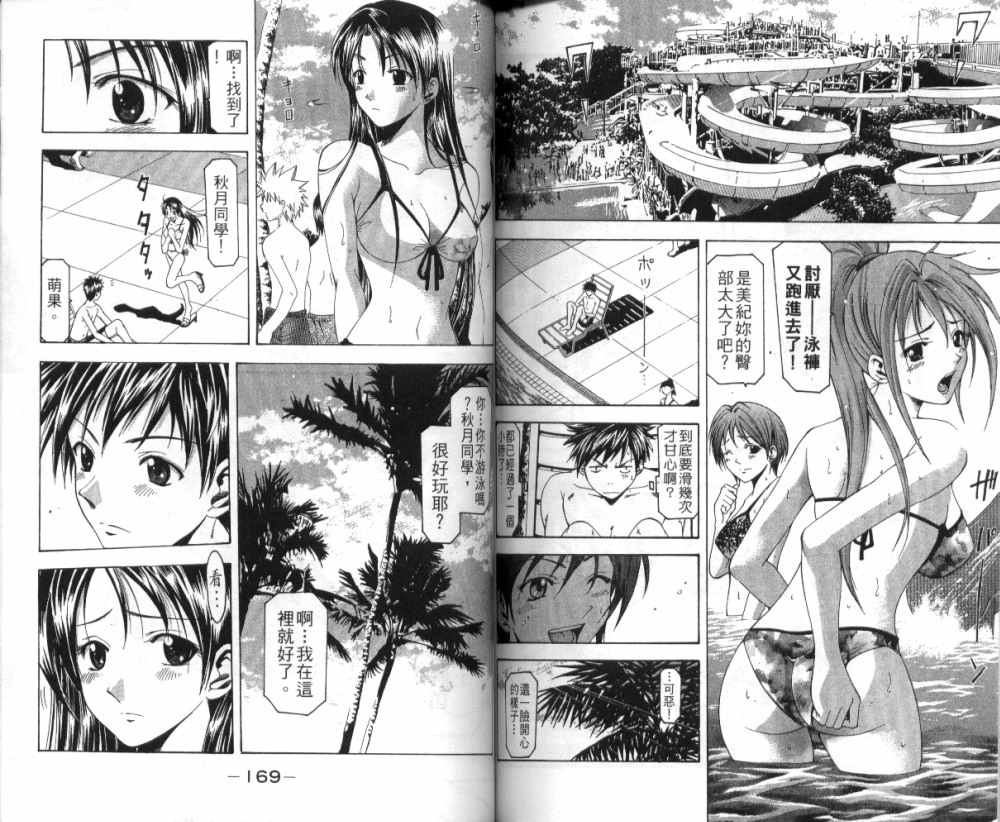 討厭——泳褲
又跑進去了！
是美紀妳的臀
部太大了吧？
ポツ
ーン…
到底要滑幾次
才甘心啊？
都已經過了一個
小時了…
…可惡…
還一臉開心
的樣子…
キョロ
キョロ
啊…找到了
！
秋月同學！
タタタッ
萌果。
你…你不游泳嗎
？秋月同學，
很好玩耶？
啊…我在這
裡就好了。
看…
—169—